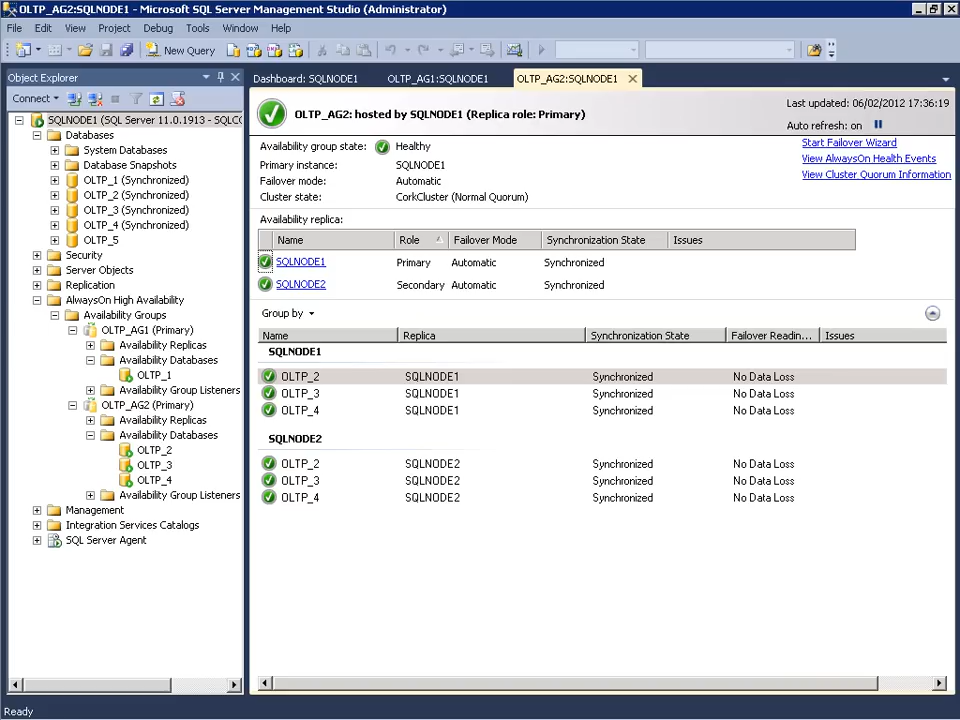 OLTP_AG2:SQLNODE1 - Microsoft SQL Server Management Studio (Administrator)
File Edit View Project Debug Tools Window Help
New Query
Object Explorer
Connect
SQLNODE1 (SQL Server 11.0.1913 - SQLCO
Databases
System Databases
Database Snapshots
OLTP_1 (Synchronized)
OLTP_2 (Synchronized)
OLTP_3 (Synchronized)
OLTP_4 (Synchronized)
OLTP_5
Security
Server Objects
Replication
AlwaysOn High Availability
Availability Groups
OLTP_AG1 (Primary)
Availability Replicas
Availability Databases
OLTP_1
Availability Group Listeners
OLTP_AG2 (Primary)
Availability Replicas
Availability Databases
OLTP_2
OLTP_3
OLTP_4
Availability Group Listeners
Management
Integration Services Catalogs
SQL Server Agent
Dashboard: SQLNODE1 OLTP_AG1:SQLNODE1 OLTP_AG2:SQLNODE1
OLTP_AG2: hosted by SQLNODE1 (Replica role: Primary)
Last updated: 06/02/2012 17:36:19
Auto refresh: on
Availability group state: Healthy
Primary instance: SQLNODE1
Failover mode: Automatic
Cluster state: CorkCluster (Normal Quorum)
Start Failover Wizard
View AlwaysOn Health Events
View Cluster Quorum Information
Availability replica:
Name Role Failover Mode Synchronization State Issues
SQLNODE1 Primary Automatic Synchronized
SQLNODE2 Secondary Automatic Synchronized
Group by
Name Replica Synchronization State Failover Readin... Issues
SQLNODE1
OLTP_2 SQLNODE1 Synchronized No Data Loss
OLTP_3 SQLNODE1 Synchronized No Data Loss
OLTP_4 SQLNODE1 Synchronized No Data Loss
SQLNODE2
OLTP_2 SQLNODE2 Synchronized No Data Loss
OLTP_3 SQLNODE2 Synchronized No Data Loss
OLTP_4 SQLNODE2 Synchronized No Data Loss
Ready